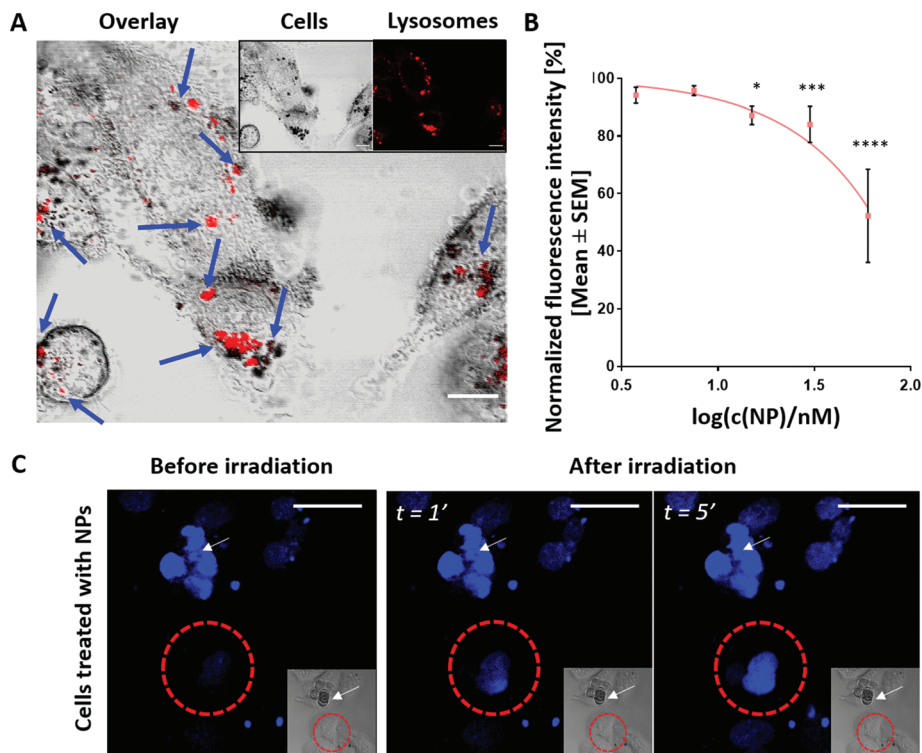 A
Overlay
Cells
Lysosomes
B
Normalized fluorescence intensity [%]
[Mean ± SEM]
100
80
60
40
20
0
*
***
****
0.5
1.0
1.5
2.0
log(c(NP)/nM)
C
Before irradiation
After irradiation
Cells treated with NPs
t = 1’
t = 5’